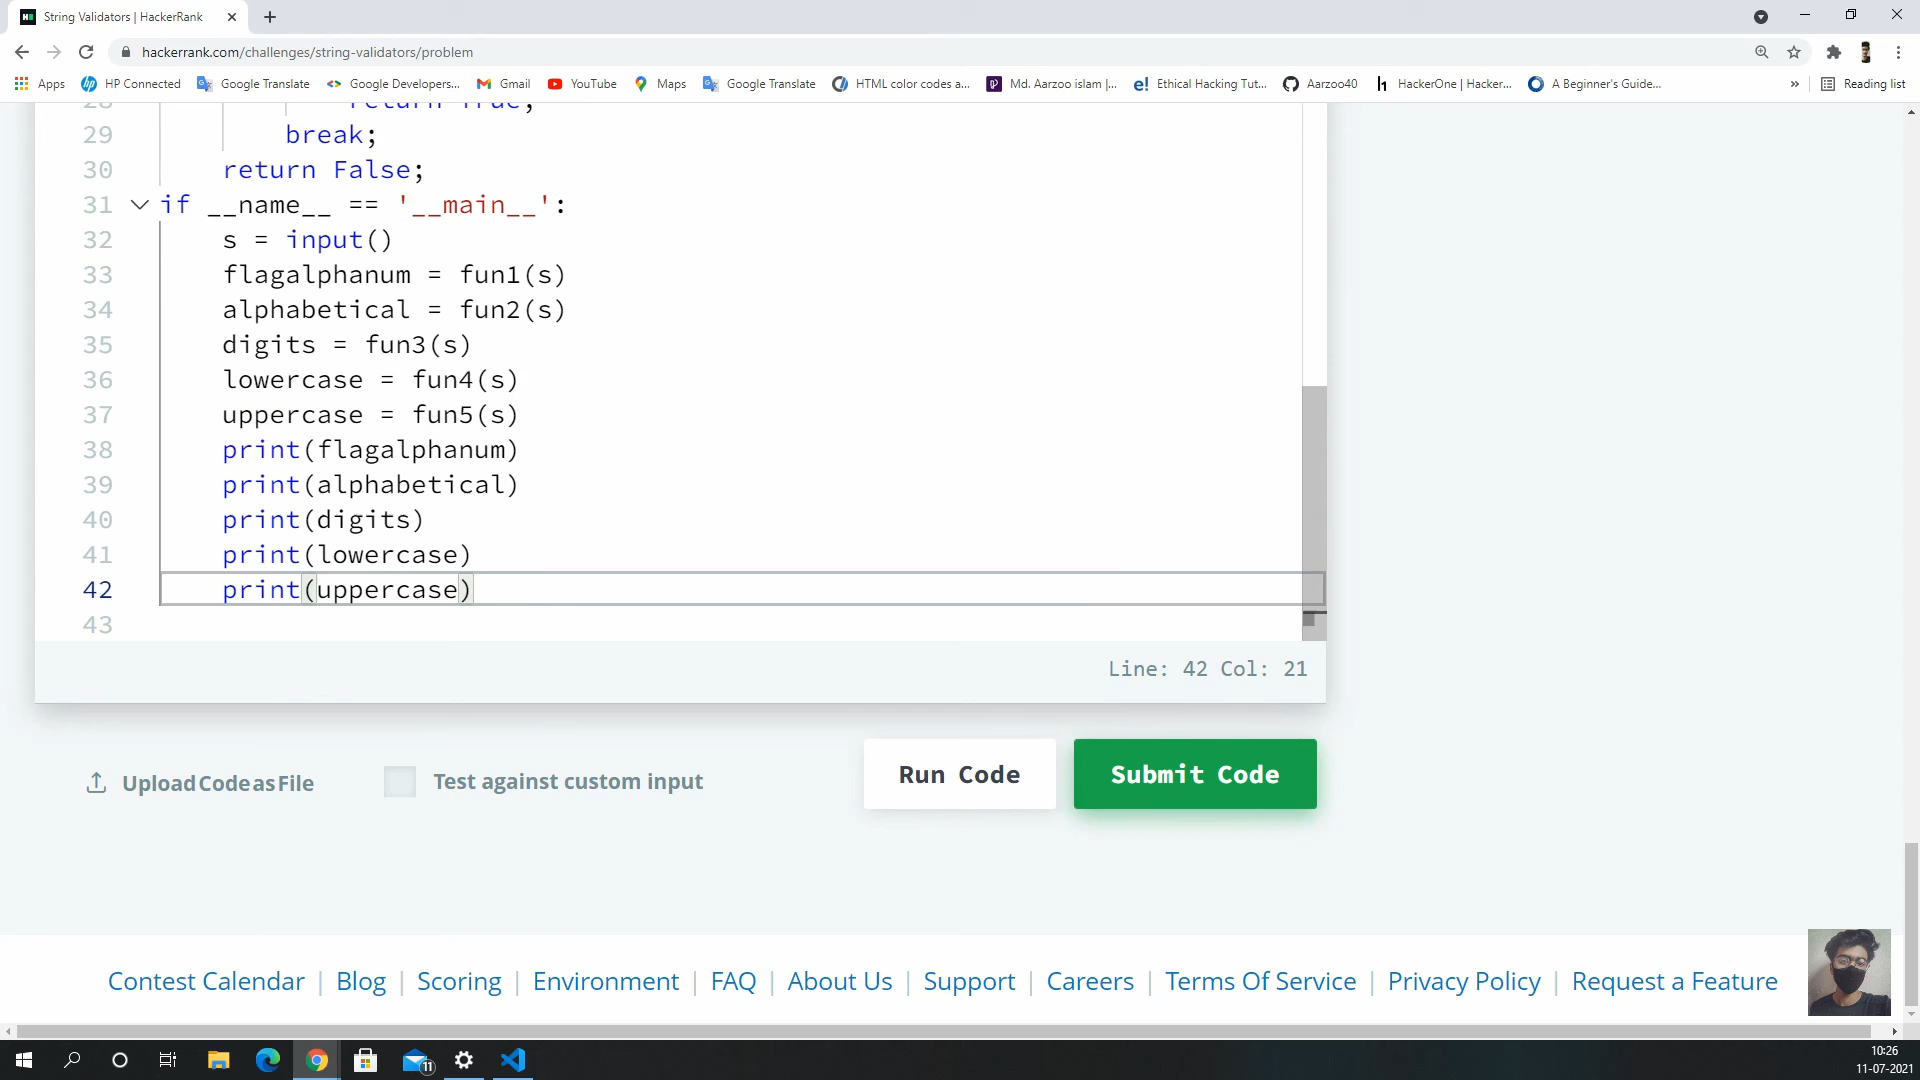 String Validators | HackerRank
hackerrank.com/challenges/string-validators/problem
Apps HP Connected Google Translate Google Developers... Gmail YouTube Maps Google Translate HTML color codes a... Md. Aarzoo islam |... Ethical Hacking Tut... Aarzoo40 HackerOne | Hacker... A Beginner's Guide... » Reading list
28 return True;
29 break;
30 return False;
31 if __name__ == '__main__':
32 s = input()
33 flagalphanum = fun1(s)
34 alphabetical = fun2(s)
35 digits = fun3(s)
36 lowercase = fun4(s)
37 uppercase = fun5(s)
38 print(flagalphanum)
39 print(alphabetical)
40 print(digits)
41 print(lowercase)
42 print(uppercase)
43
Line: 42 Col: 21
Upload Code as File Test against custom input Run Code Submit Code
Contest Calendar | Blog | Scoring | Environment | FAQ | About Us | Support | Careers | Terms Of Service | Privacy Policy | Request a Feature
11
10:26
11-07-2021